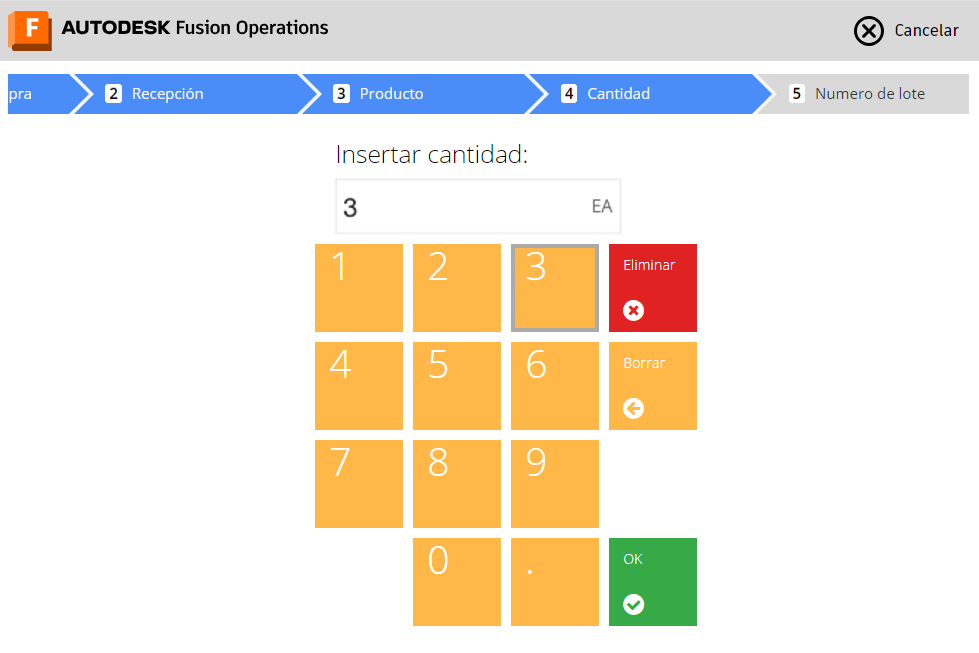 F AUTODESK Fusion Operations
Cancelar
pra
2 Recepción
3 Producto
4 Cantidad
5 Numero de lote
Insertar cantidad:
3 EA
1 2 3 Eliminar
4 5 6 Borrar
7 8 9
0 . OK